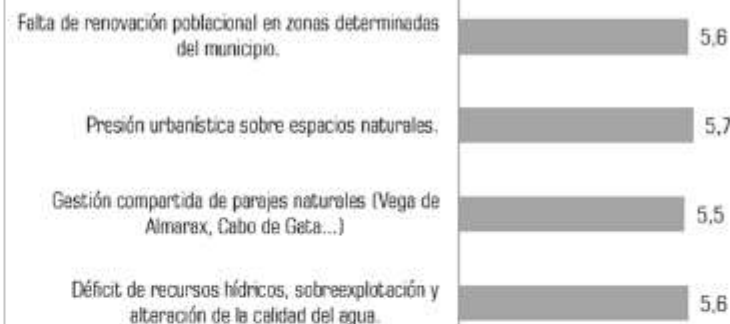 Falta de renovación poblacional en zonas determinadas
del municipio.
5,6
Presión urbanística sobre espacios naturales.
5,7
Gestión compartida de parajes naturales (Vega de
Almarax, Cabo de Gata...)
5,5
Déficit de recursos hídricos, sobreexplotación y
alteración de la calidad del agua.
5,6